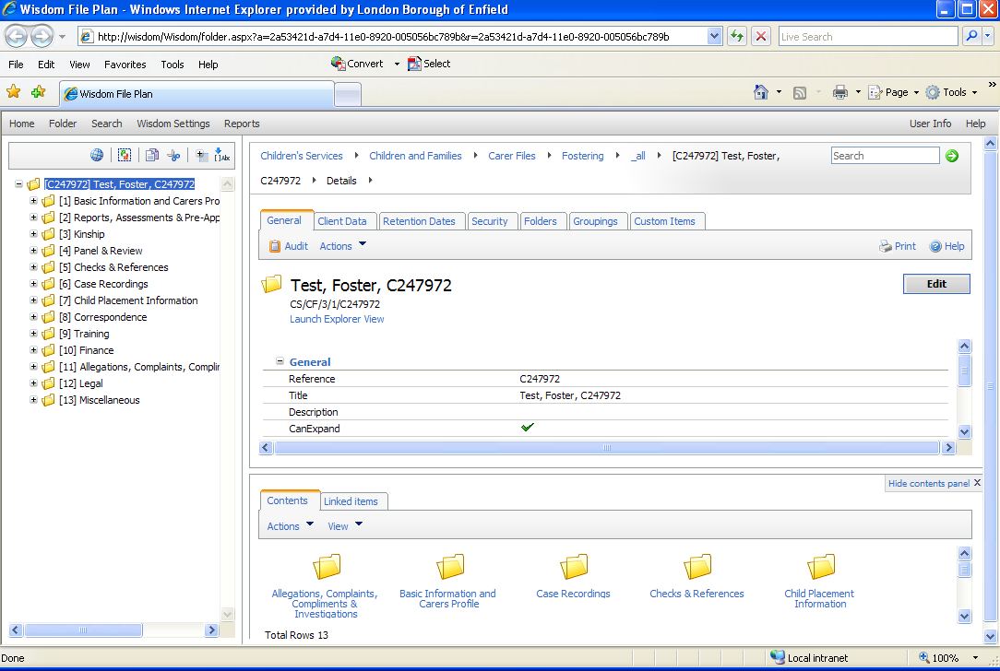 Wisdom File Plan - Windows Internet Explorer provided by London Borough of Enfield
http://wisdom/Wisdom/folder.aspx?a=2a53421d-a7d4-11e0-8920-005056bc789b&r=2a53421d-a7d4-11e0-8920-005056bc789b
Live Search
File Edit View Favorites Tools Help
Convert Select
Wisdom File Plan
Page Tools
Home Folder Search Wisdom Settings Reports
User Info Help
Abc
[C247972] Test, Foster, C247972
[1] Basic Information and Carers Pro
[2] Reports, Assessments & Pre-App
[3] Kinship
[4] Panel & Review
[5] Checks & References
[6] Case Recordings
[7] Child Placement Information
[8] Correspondence
[9] Training
[10] Finance
[11] Allegations, Complaints, Complin
[12] Legal
[13] Miscellaneous
Children's Services Children and Families Carer Files Fostering _all [C247972] Test, Foster,
C247972 Details
Search
General Client Data Retention Dates Security Folders Groupings Custom Items
Audit Actions
Print Help
Test, Foster, C247972
Edit
CS/CF/3/1/C247972
Launch Explorer View
General
Reference C247972
Title Test, Foster, C247972
Description
CanExpand
Hide contents panel X
Contents Linked items
Actions View
Allegations, Complaints,
Compliments &
Investigations
Basic Information and
Carers Profile
Case Recordings
Checks & References
Child Placement
Information
Total Rows 13
Done
Local intranet
100%